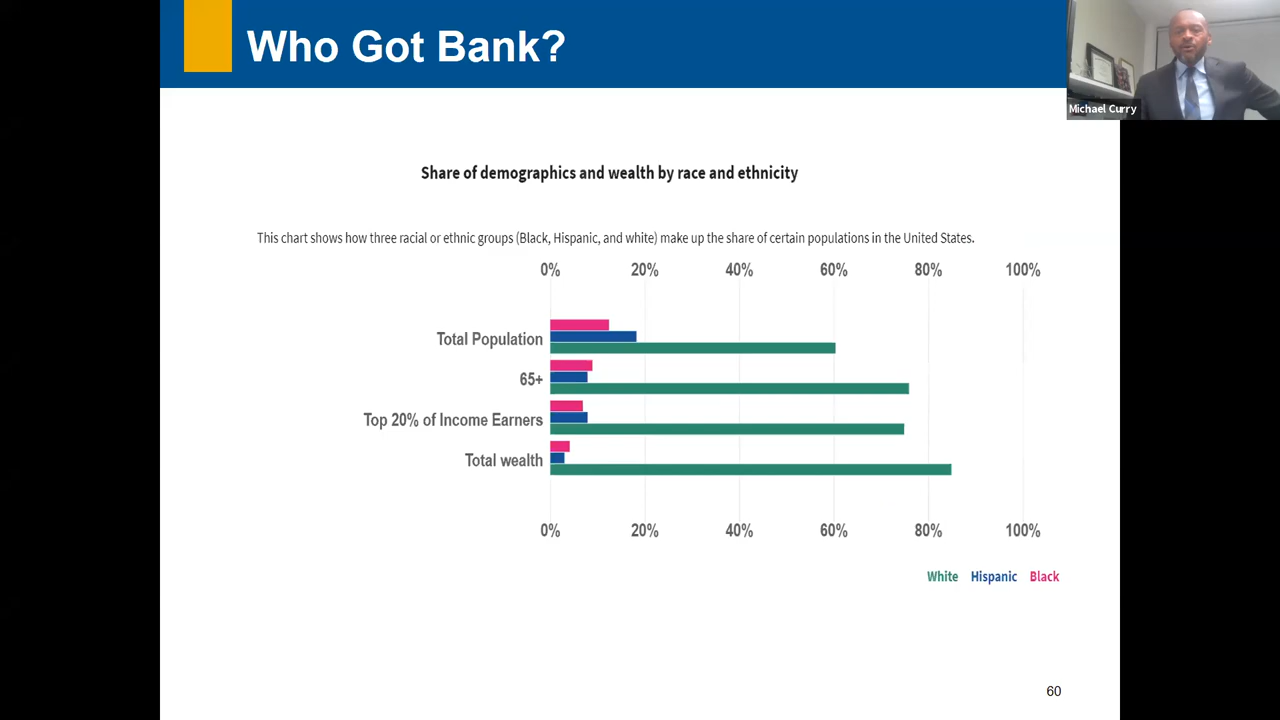 Who Got Bank?
Michael Curry
Share of demographics and wealth by race and ethnicity
This chart shows how three racial or ethnic groups (Black, Hispanic, and white) make up the share of certain populations in the United States.
0% 20% 40% 60% 80% 100%
Total Population
65+
Top 20% of Income Earners
Total wealth
0% 20% 40% 60% 80% 100%
White Hispanic Black
60